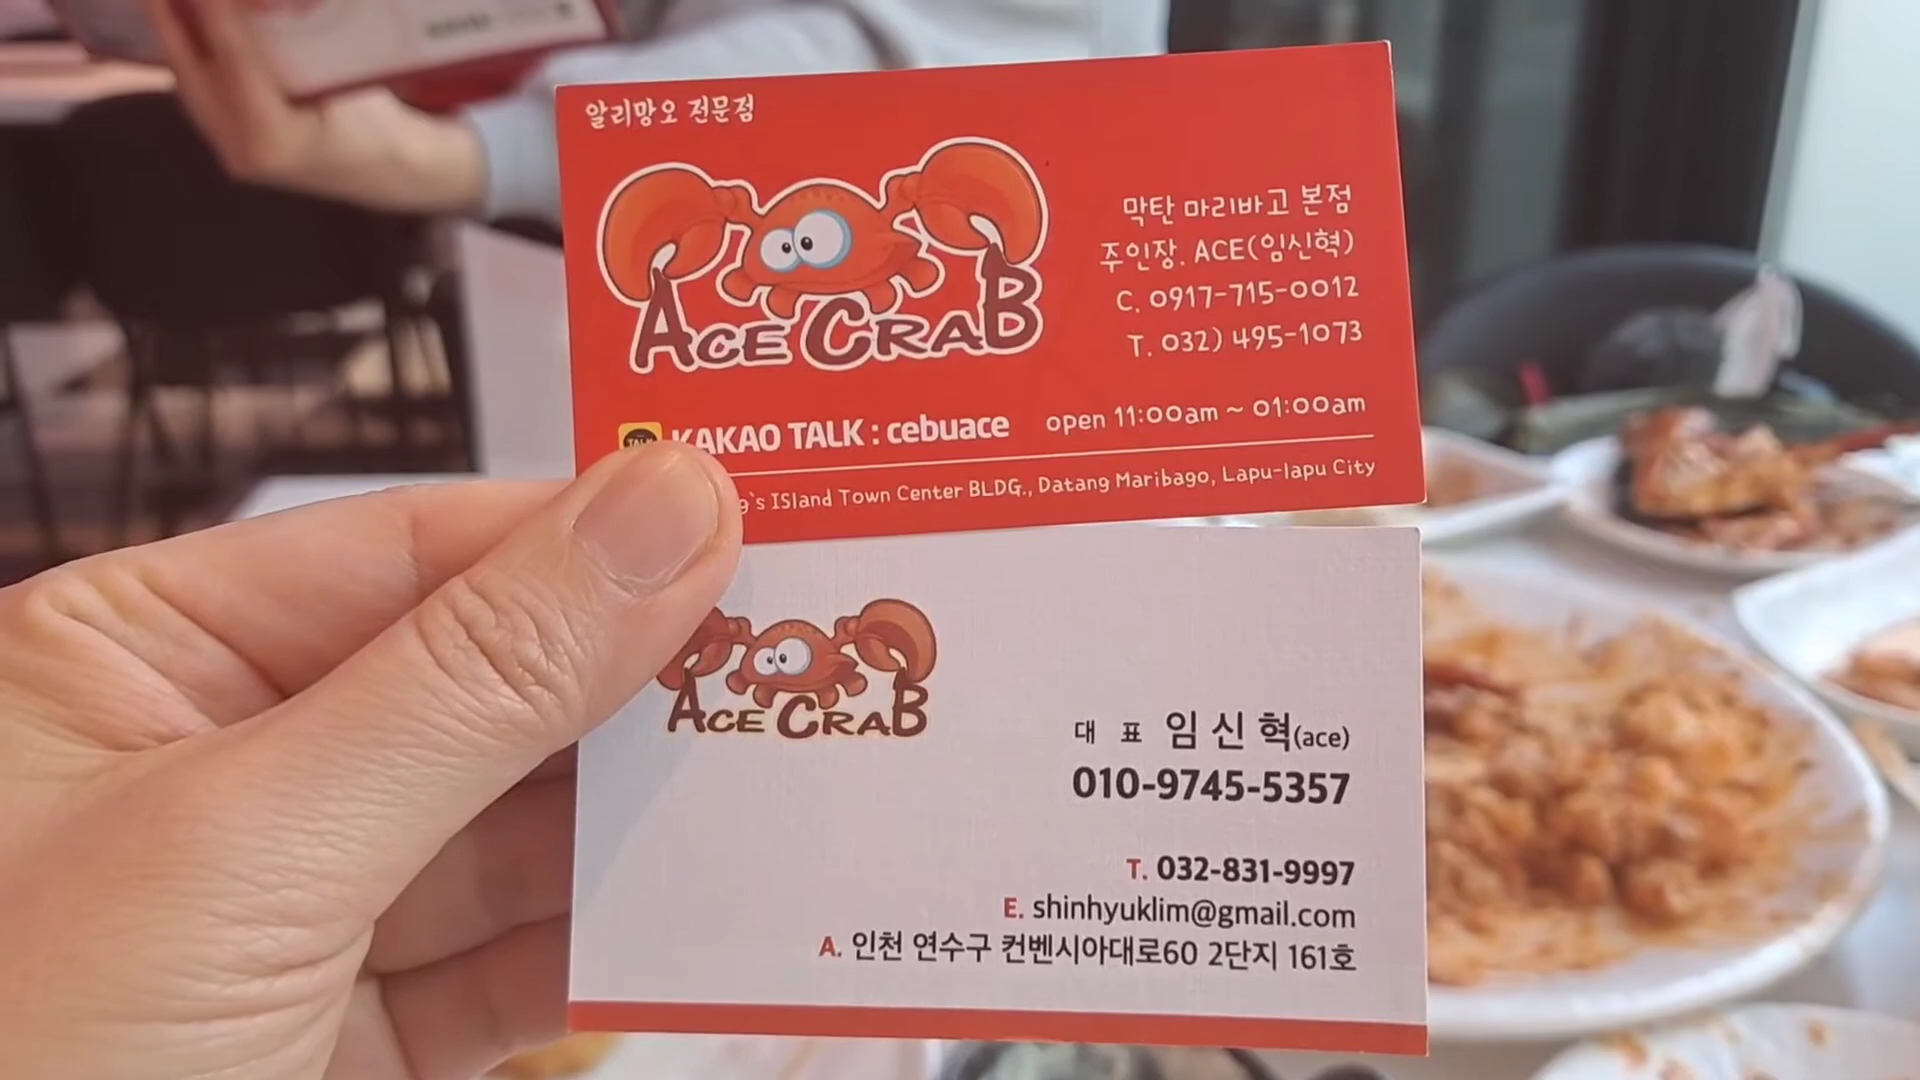 알리망오 전문점
ACE CRAB
막탄 마리바고 본점
주인장. ACE(임신혁)
C. 0917-715-0012
T. 032) 495-1073
TALK
KAKAO TALK : cebuace
open 11:00am ~ 01:00am
g`s ISland Town Center BLDG., Datang Maribago, Lapu-lapu City
ACE CRAB
대 표 임 신 혁(ace)
010-9745-5357
T. 032-831-9997
E. shinhyuklim@gmail.com
A. 인천 연수구 컨벤시아대로60 2단지 161호